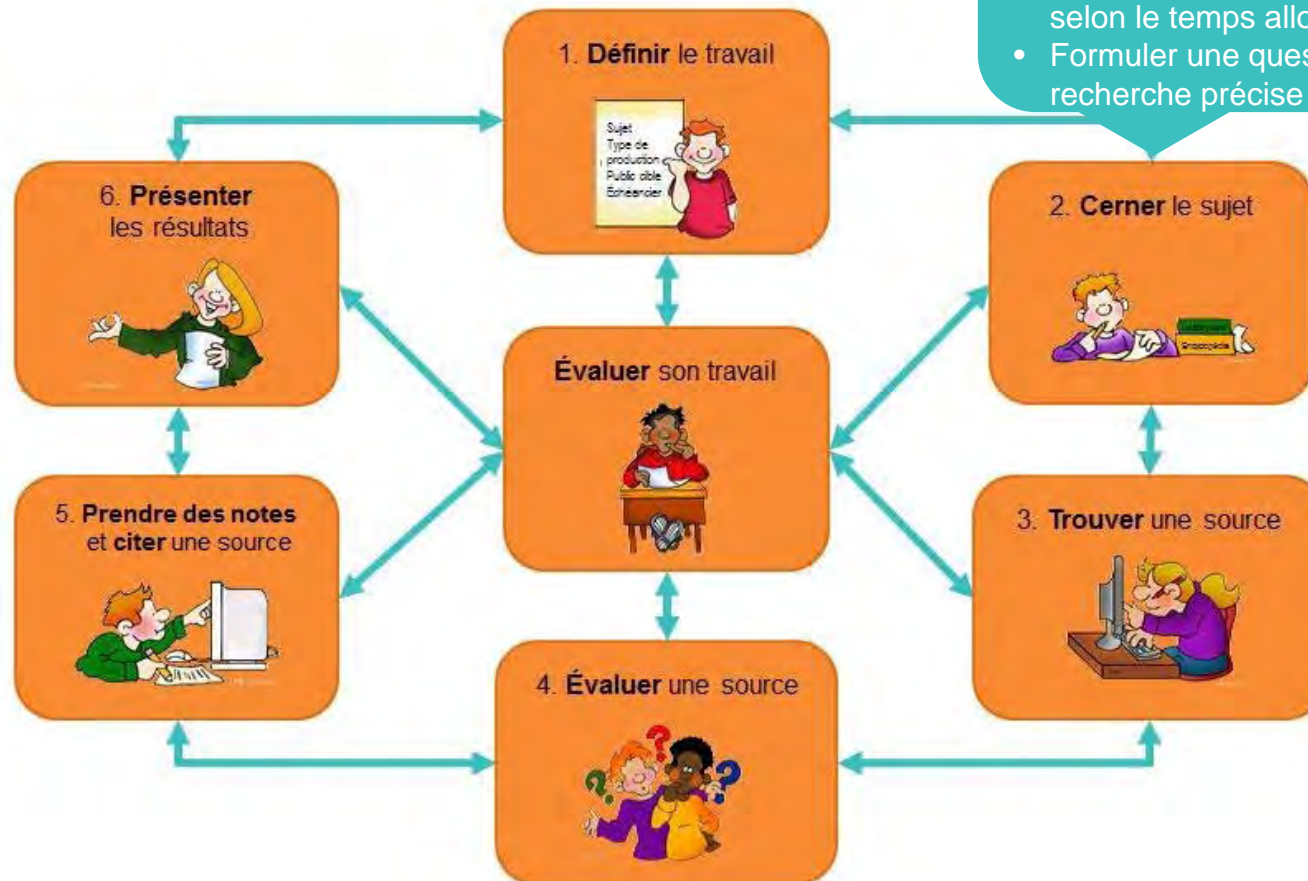 selon le temps allo
• Formuler une ques
recherche précise
1. Définir le travail
Sujet
Type de
production
Public cible
Echéancier
6. Présenter
les résultats
2. Cerner le sujet
Encyclopédie
Évaluer son travail
5. Prendre des notes
et citer une source
3. Trouver une source
4. Évaluer une source
? ? ?